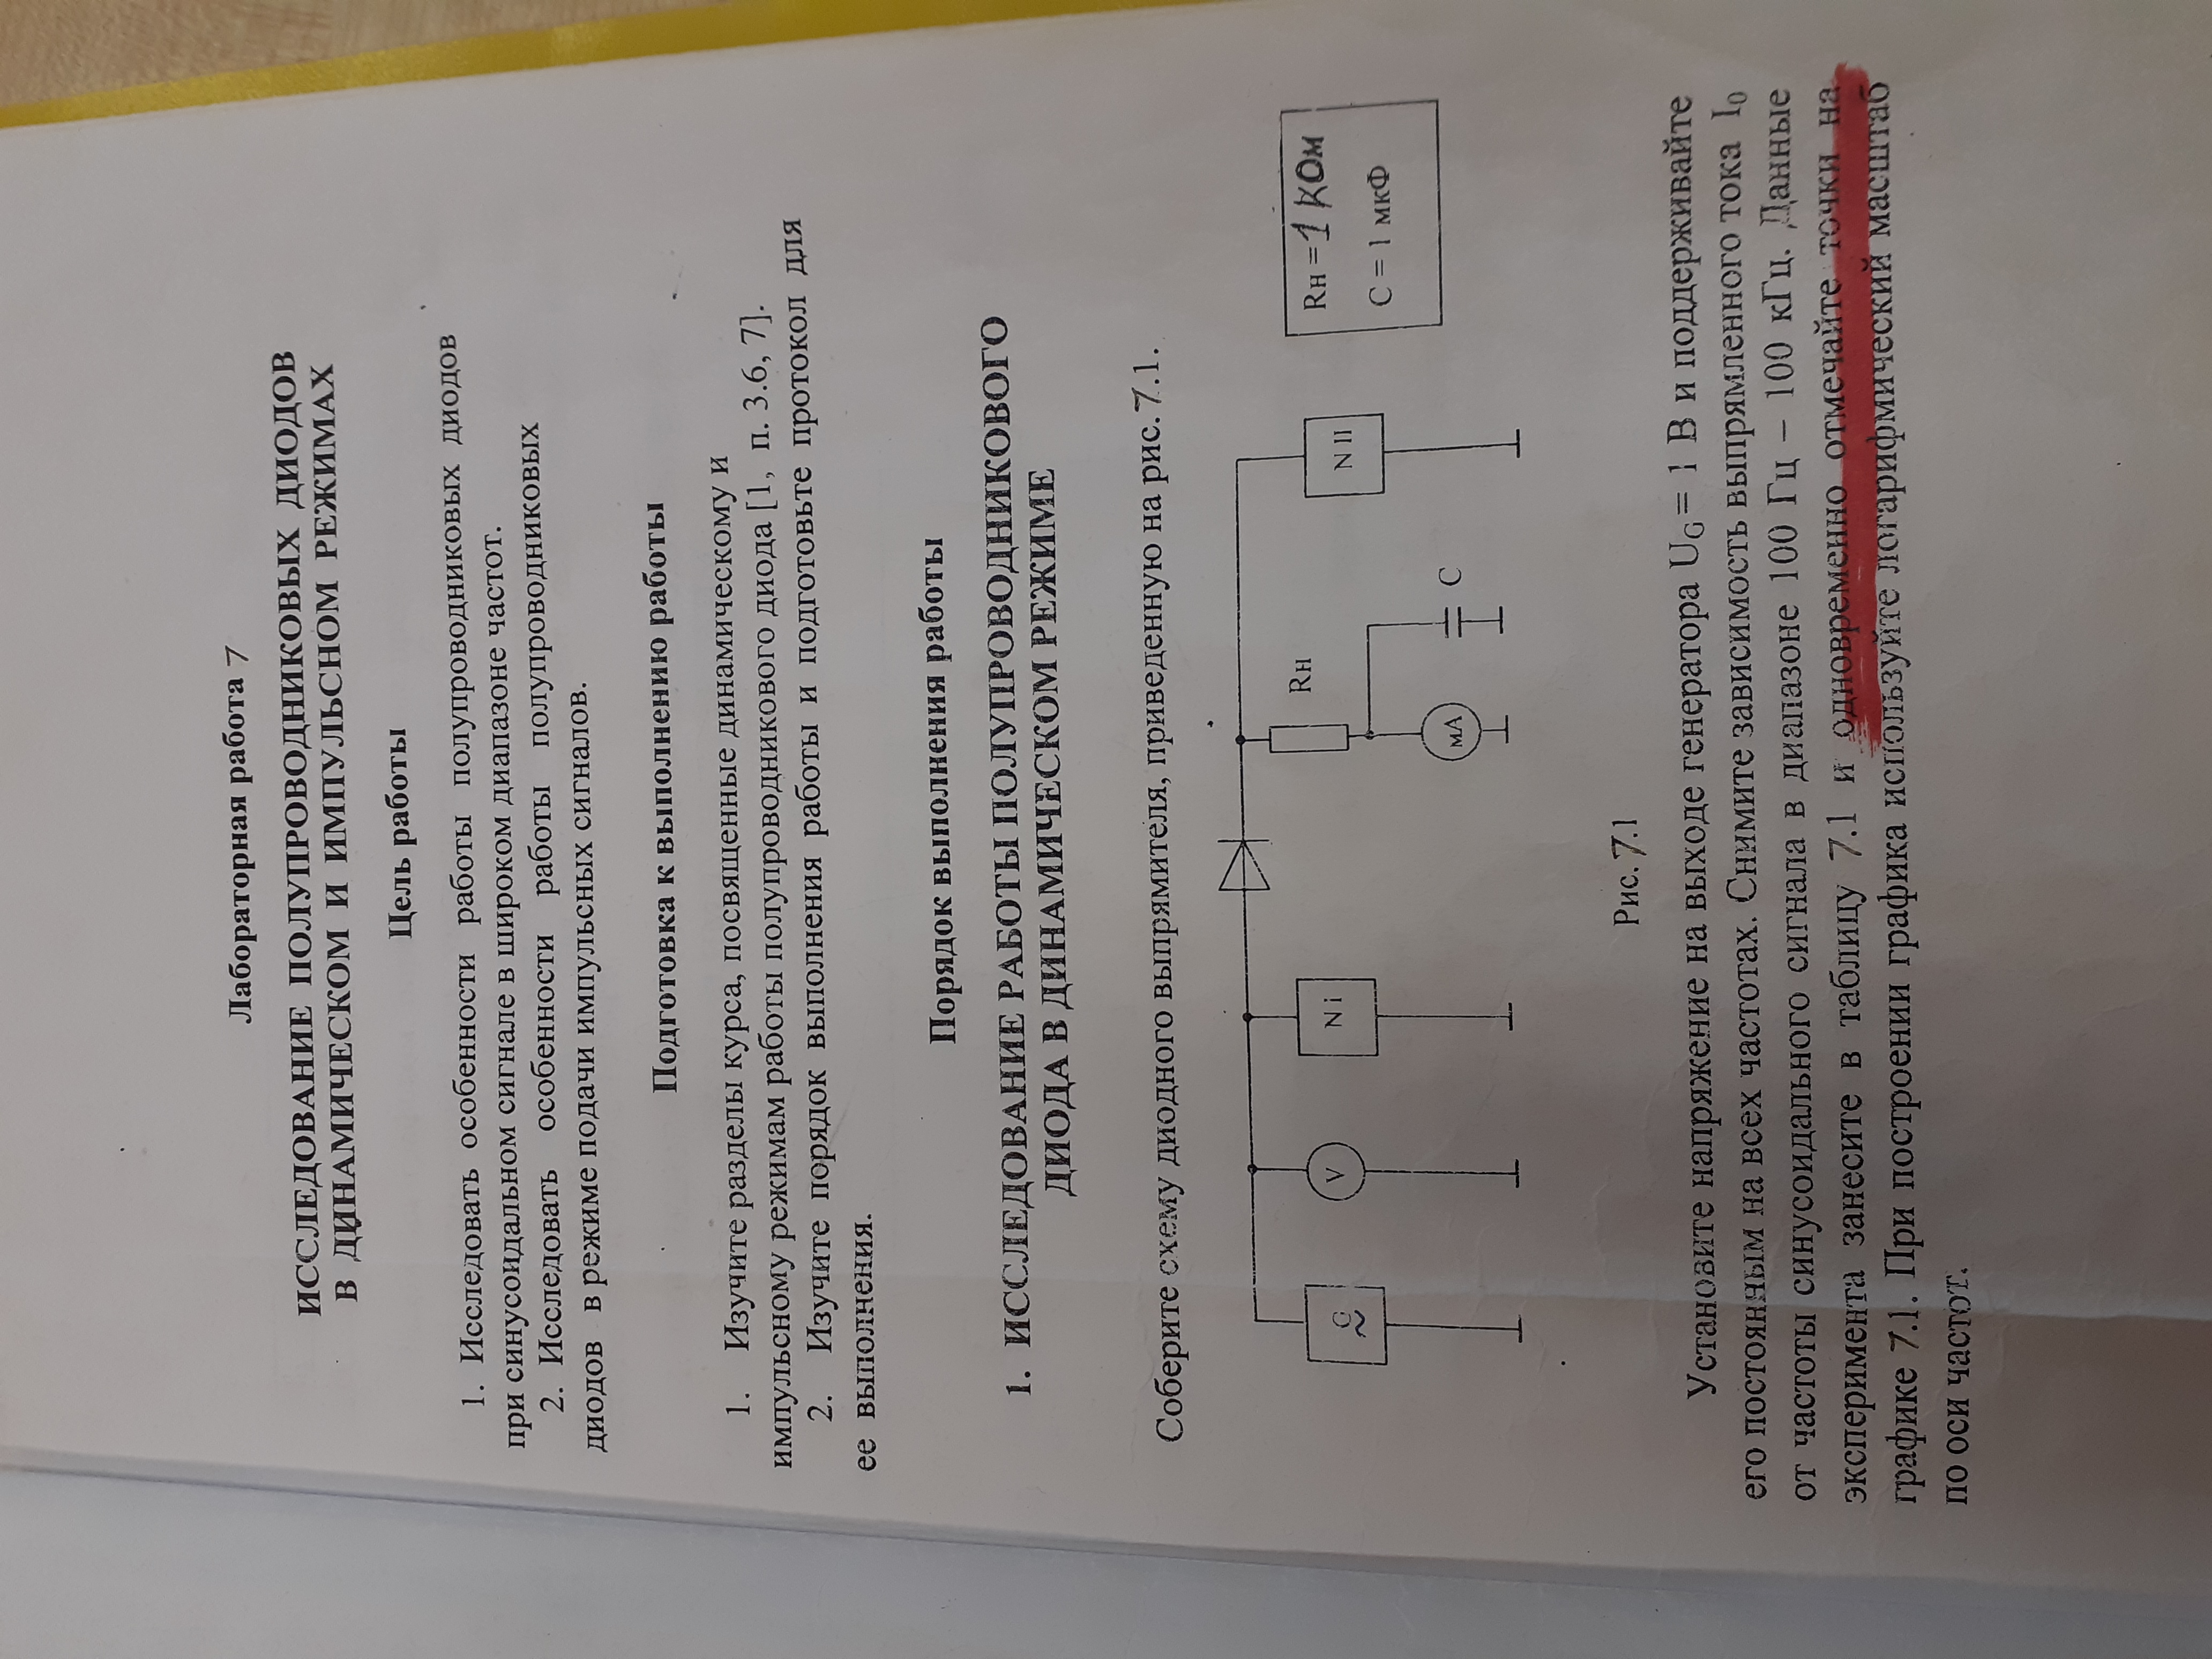 Лабораторная работа 7
ИССЛЕДОВАНИЕ ПОЛУПРОВОДНИКОВЫХ ДИОДОВ
В ДИНАМИЧЕСКОМ И ИМПУЛЬСНОМ РЕЖИМАХ
Цель работы
1. Исследовать особенности работы полупроводниковых диодов
при синусоидальном сигнале в широком диапазоне частот.
2. Исследовать особенности работы полупроводниковых
диодов в режиме подачи импульсных сигналов.
Подготовка к выполнению работы
1. Изучите разделы курса, посвященные динамическому и
импульсному режимам работы полупроводникового диода [1, п. 3.6, 7].
2. Изучите порядок выполнения работы и подготовьте протокол для
ее выполнения.
Порядок выполнения работы
1. ИССЛЕДОВАНИЕ РАБОТЫ ПОЛУПРОВОДНИКОВОГО
ДИОДА В ДИНАМИЧЕСКОМ РЕЖИМЕ
Соберите схему диодного выпрямителя, приведенную на рис. 7.1.
G
~
V
N i
Rн
мА
C
N II
Rн = 1 КОм
С = 1 мкФ
Рис. 7.1
Установите напряжение на выходе генератора UG = 1 В и поддерживайте
его постоянным на всех частотах. Снимите зависимость выпрямленного тока I0
от частоты синусоидального сигнала в диапазоне 100 Гц – 100 кГц. Данные
эксперимента занесите в таблицу 7.1 и одновременно отмечайте точки на
графике 7.1. При построении графика используйте логарифмический масштаб
по оси частот.